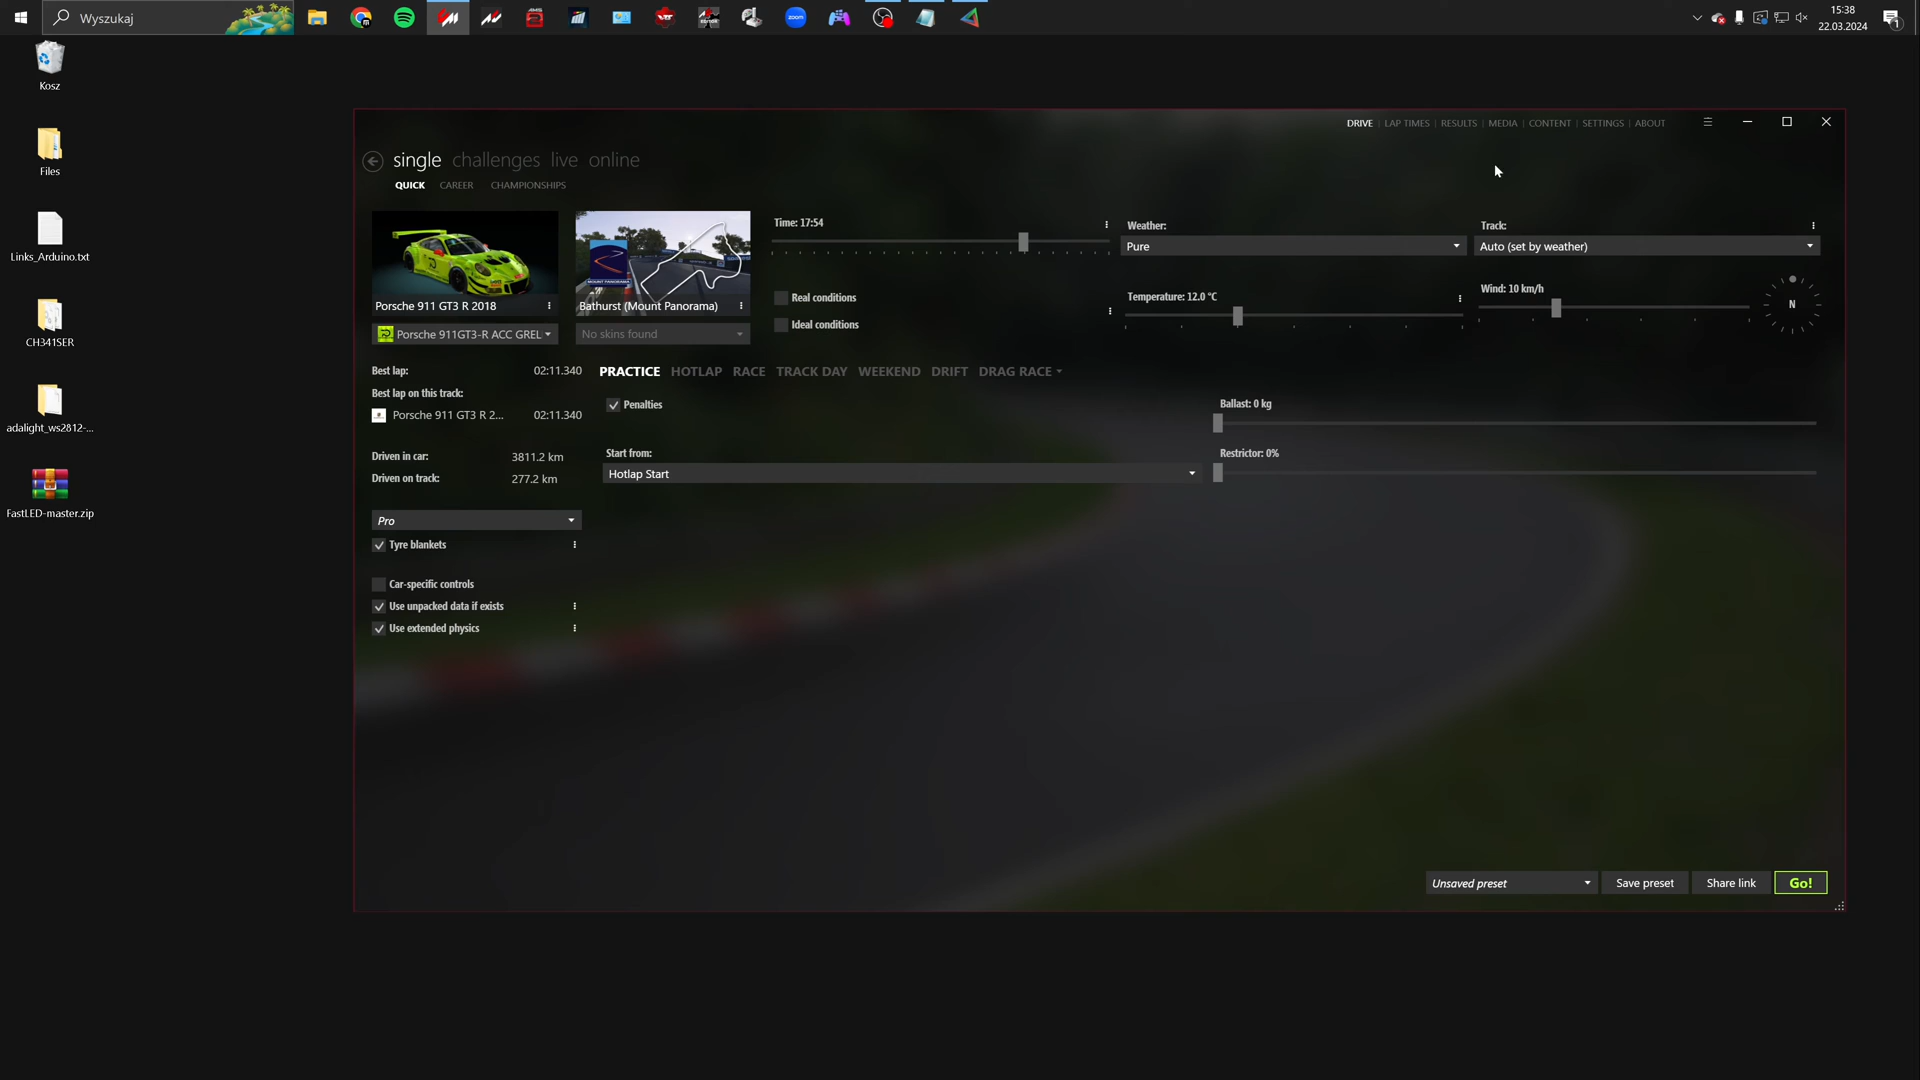 Wyszukaj
15:38
22.03.2024
1
Kosz
Files
Links_Arduino.txt
CH341SER
adalight_ws2812-...
FastLED-master.zip
DRIVE | LAP TIMES | RESULTS | MEDIA | CONTENT | SETTINGS | ABOUT
single challenges live online
QUICK CAREER CHAMPIONSHIPS
Porsche 911 GT3 R 2018
Porsche 911GT3-R ACC GREL
MOUNT PANORAMA
Bathurst (Mount Panorama)
No skins found
Time: 17:54
Real conditions
Ideal conditions
Weather:
Pure
Temperature: 12.0 °C
Track:
Auto (set by weather)
Wind: 10 km/h
N
Best lap: 02:11.340
Best lap on this track:
Porsche 911 GT3 R 2... 02:11.340
Driven in car: 3811.2 km
Driven on track: 277.2 km
Pro
Tyre blankets
Car-specific controls
Use unpacked data if exists
Use extended physics
PRACTICE HOTLAP RACE TRACK DAY WEEKEND DRIFT DRAG RACE
Penalties
Start from:
Hotlap Start
Ballast: 0 kg
Restrictor: 0%
Unsaved preset
Save preset
Share link
Go!